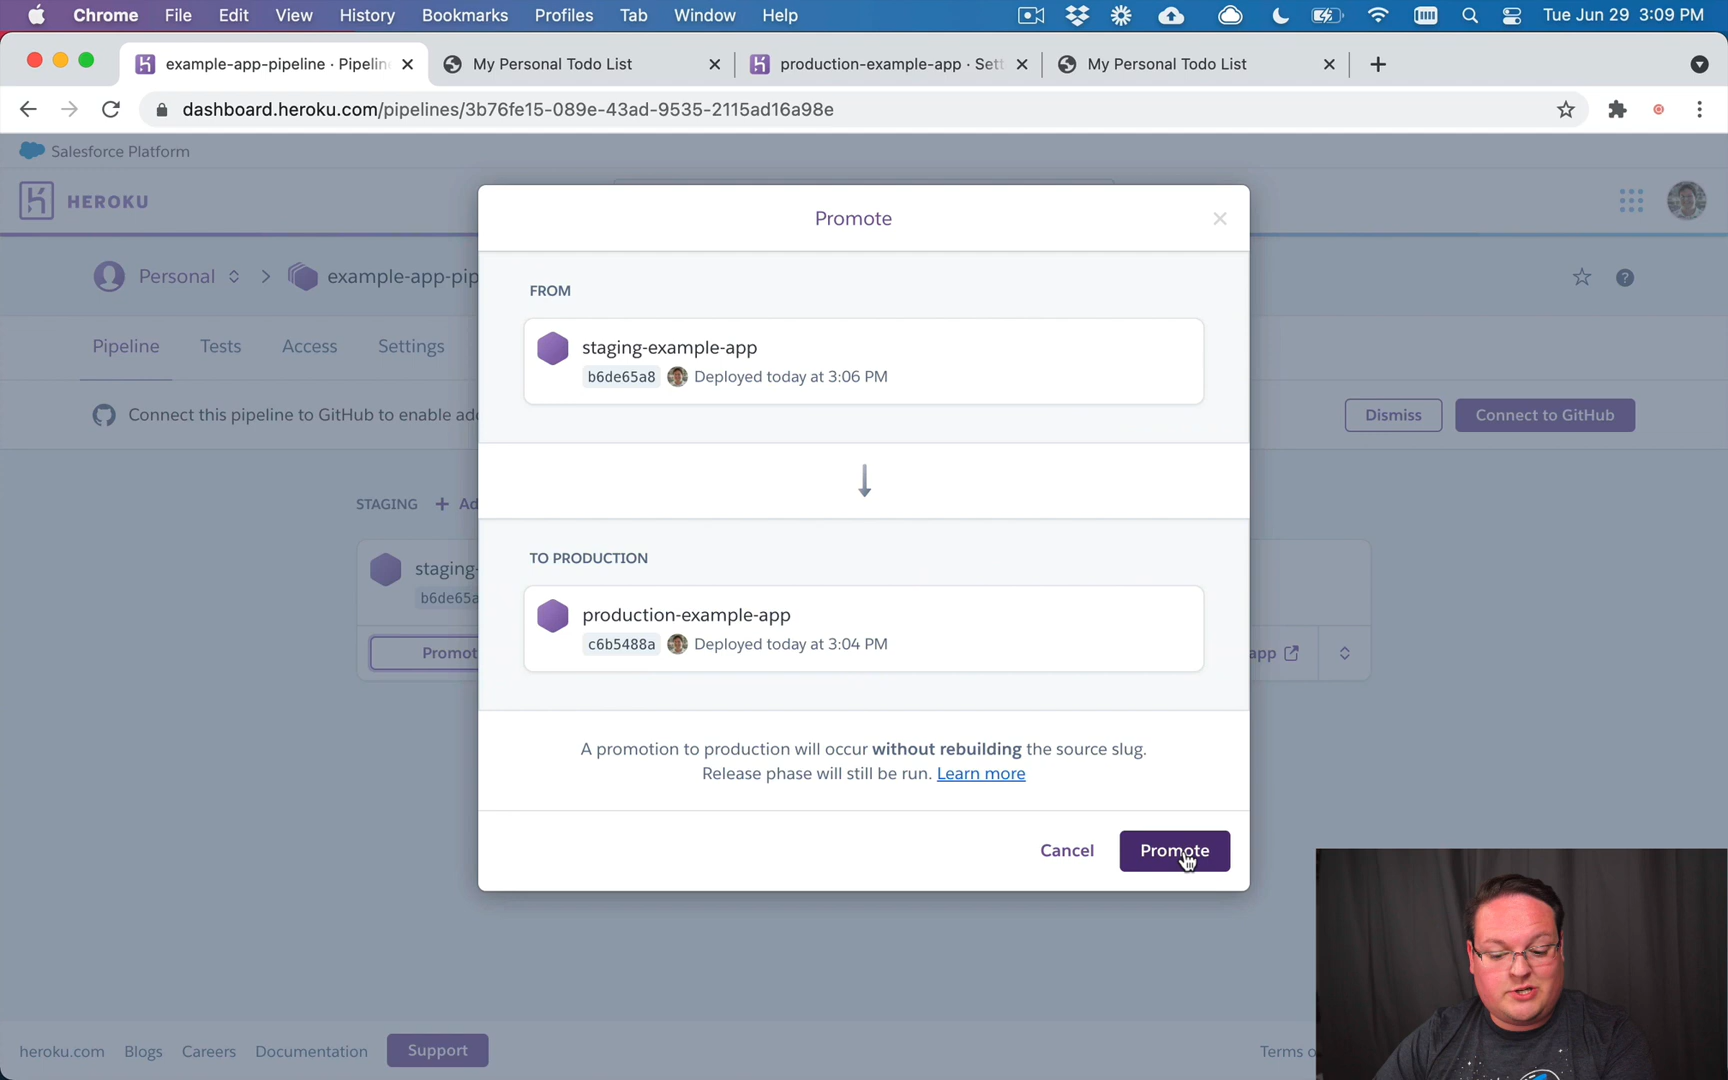 Chrome File Edit View History Bookmarks Profiles Tab Window Help Tue Jun 29 3:09 PM
example-app-pipeline · Pipelin My Personal Todo List production-example-app · Sett My Personal Todo List
dashboard.heroku.com/pipelines/3b76fe15-089e-43ad-9535-2115ad16a98e
Salesforce Platform
HEROKU
Promote
Personal > example-app-pip
FROM
staging-example-app
b6de65a8 Deployed today at 3:06 PM
Pipeline Tests Access Settings
Connect this pipeline to GitHub to enable ad Dismiss Connect to GitHub
STAGING + Ad
TO PRODUCTION
staging-
b6de65a
production-example-app
c6b5488a Deployed today at 3:04 PM
Promot
app
A promotion to production will occur without rebuilding the source slug.
Release phase will still be run. Learn more
Cancel Promote
heroku.com Blogs Careers Documentation Support Terms o